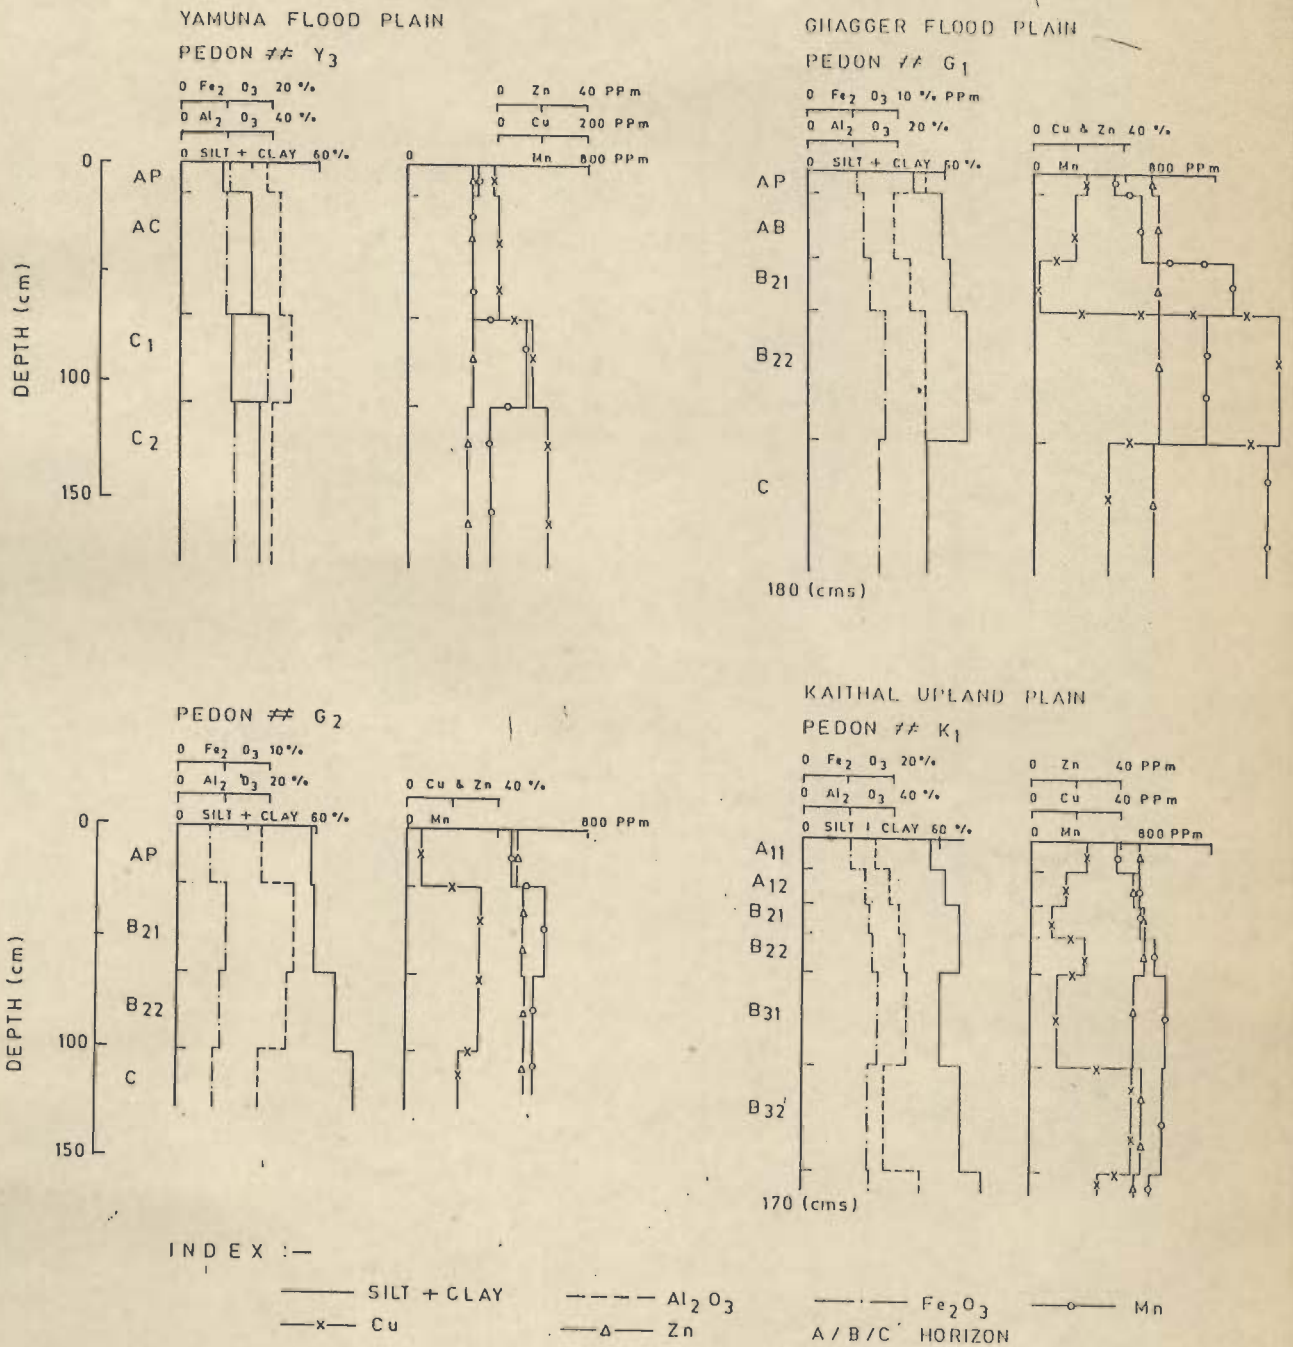 YAMUNA FLOOD PLAIN
PEDON ## Y3
0 Fe2 O3 20 %
0 Al2 O3 40 %
0 SILT + CLAY 60 %
0 Zn 40 PPm
0 Cu 200 PPm
0 Mn 800 PPm
DEPTH (cm)
0
100
150
AP
AC
C1
C2
GHAGGER FLOOD PLAIN
PEDON ## G1
0 Fe2 O3 10 % PPm
0 Al2 O3 20 %
0 SILT + CLAY 60 %
0 Cu & Zn 40 %
0 Mn 800 PPm
AP
AB
B21
B22
C
180 (cms)
PEDON ## G2
0 Fe2 O3 10 %
0 Al2 O3 20 %
0 SILT + CLAY 60 %
0 Cu & Zn 40 %
0 Mn 800 PPm
DEPTH (cm)
0
100
150
AP
B21
B22
C
KAITHAL UPLAND PLAIN
PEDON ## K1
0 Fe2 O3 20 %
0 Al2 O3 40 %
0 SILT + CLAY 60 %
0 Zn 40 PPm
0 Cu 40 PPm
0 Mn 800 PPm
A11
A12
B21
B22
B31
B32'
170 (cms)
INDEX :—
SILT + CLAY
Al2 O3
Fe2 O3
Mn
Cu
Zn
A / B / C HORIZON